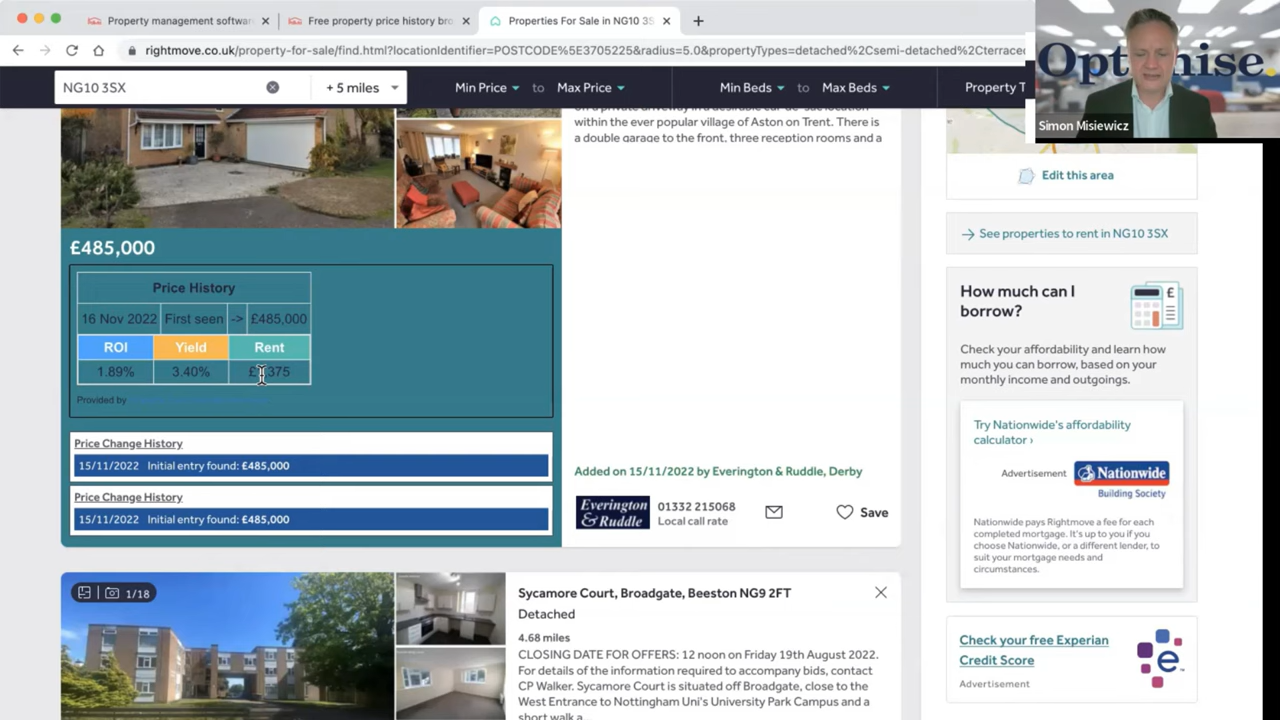 Property management softwar
Free property price history bro
Properties For Sale in NG10 3S
rightmove.co.uk/property-for-sale/find.html?locationIdentifier=POSTCODE%5E3705225&radius=5.0&propertyTypes=detached%2Csemi-detached%2Cterraced
NG10 3SX
+ 5 miles
Min Price
to
Max Price
Min Beds
to
Max Beds
Property T
Simon Misiewicz
within the ever popular village of Aston on Trent. There is
a double garage to the front, three reception rooms and a
£485,000
Price History
16 Nov 2022 First seen -> £485,000
ROI Yield Rent
1.89% 3.40%
Provided by
Price Change History
15/11/2022 Initial entry found: £485,000
Price Change History
15/11/2022 Initial entry found: £485,000
Added on 15/11/2022 by Everington & Ruddle, Derby
Everington
& Ruddle
01332 215068
Local call rate
Save
Edit this area
See properties to rent in NG10 3SX
How much can I
borrow?
Check your affordability and learn how
much you can borrow, based on your
monthly income and outgoings.
Try Nationwide's affordability
calculator ›
Advertisement
Nationwide
Building Society
Nationwide pays Rightmove a fee for each
completed mortgage. It's up to you if you
choose Nationwide, or a different lender, to
suit your mortgage needs and
circumstances.
1/18
Sycamore Court, Broadgate, Beeston NG9 2FT
Detached
4.68 miles
CLOSING DATE FOR OFFERS: 12 noon on Friday 19th August 2022.
For details of the information required to accompany bids, contact
CP Walker. Sycamore Court is situated off Broadgate, close to the
West Entrance to Nottingham Uni's University Park Campus and a
short walk a...
Check your free Experian
Credit Score
Advertisement